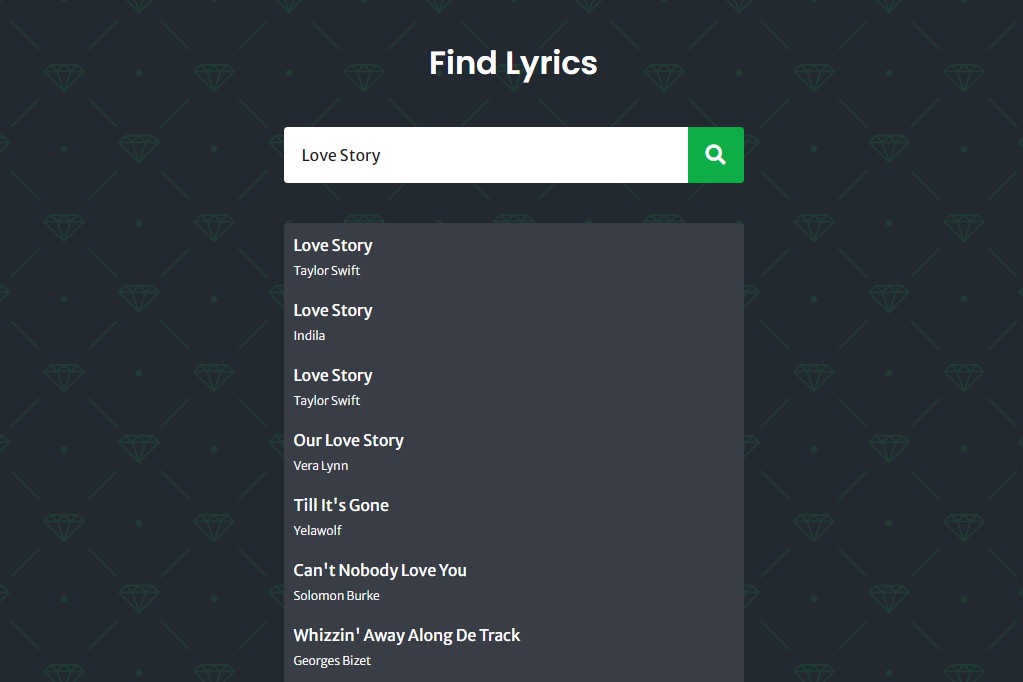 Find Lyrics
Love Story
Love Story
Taylor Swift
Love Story
Indila
Love Story
Taylor Swift
Our Love Story
Vera Lynn
Till It's Gone
Yelawolf
Can't Nobody Love You
Solomon Burke
Whizzin' Away Along De Track
Georges Bizet